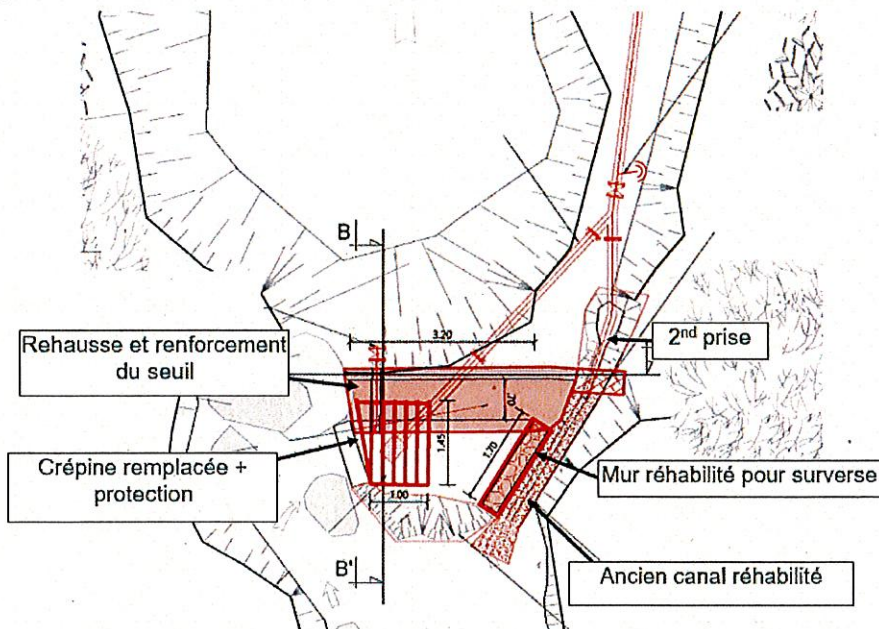 B
3.20
Rehausse et renforcement
du seuil
2nd prise
.70
1.45
1.70
Crépine remplacée +
protection
Mur réhabilité pour surverse
1.00
B'
Ancien canal réhabilité